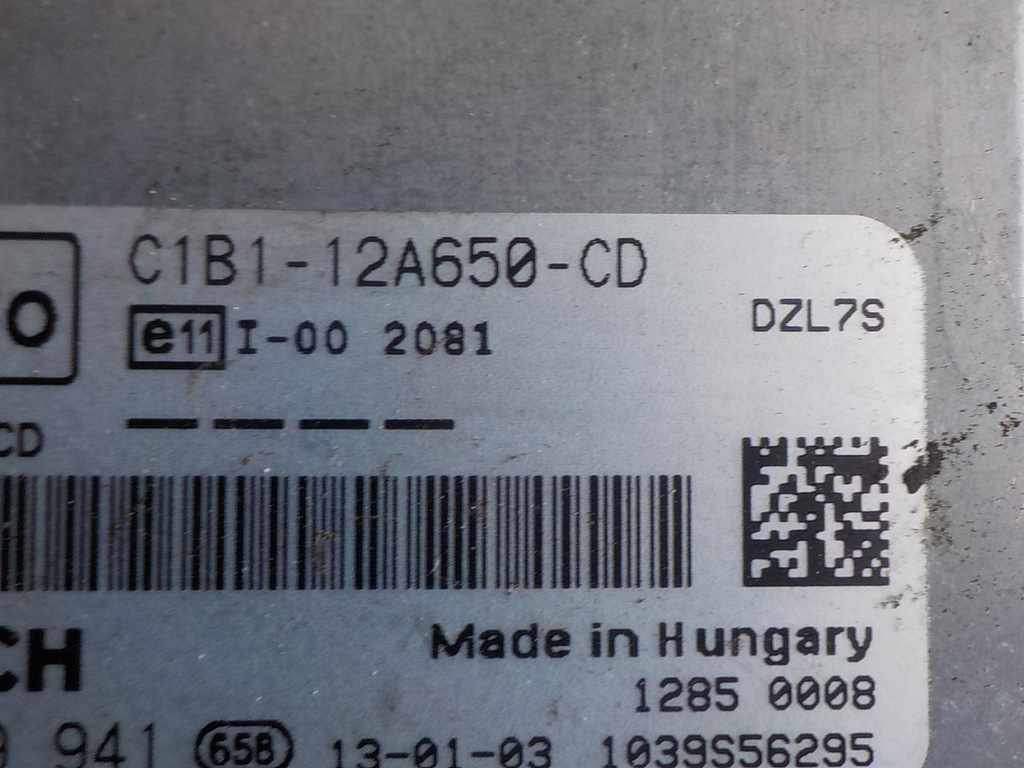 C1B1-12A650-CD
O
e11 I-00 2081
DZL7S
CD
CH
Made in Hungary
1285 0008
941 65B 13-01-03 1039S56295